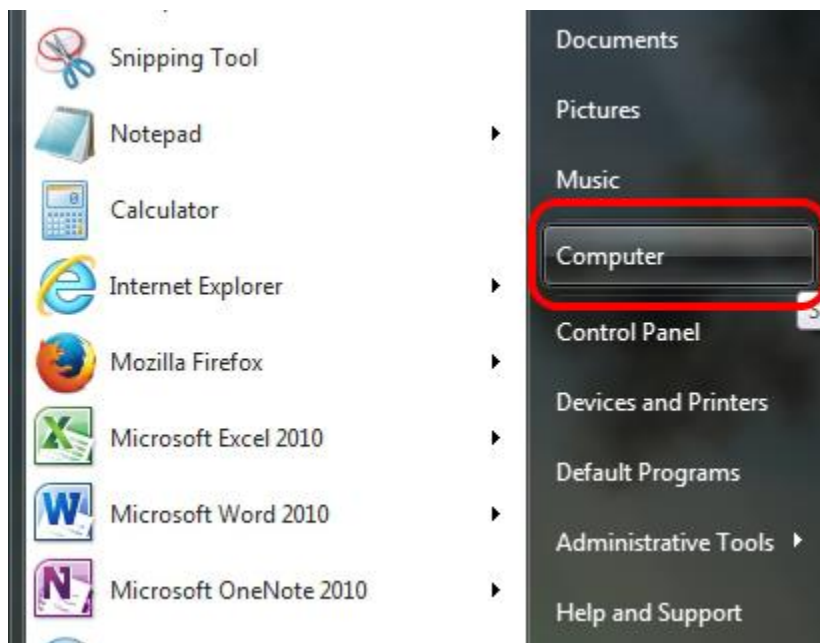 Snipping Tool
Notepad
Calculator
Internet Explorer
Mozilla Firefox
Microsoft Excel 2010
Microsoft Word 2010
Microsoft OneNote 2010
Documents
Pictures
Music
Computer
Control Panel
Devices and Printers
Default Programs
Administrative Tools
Help and Support